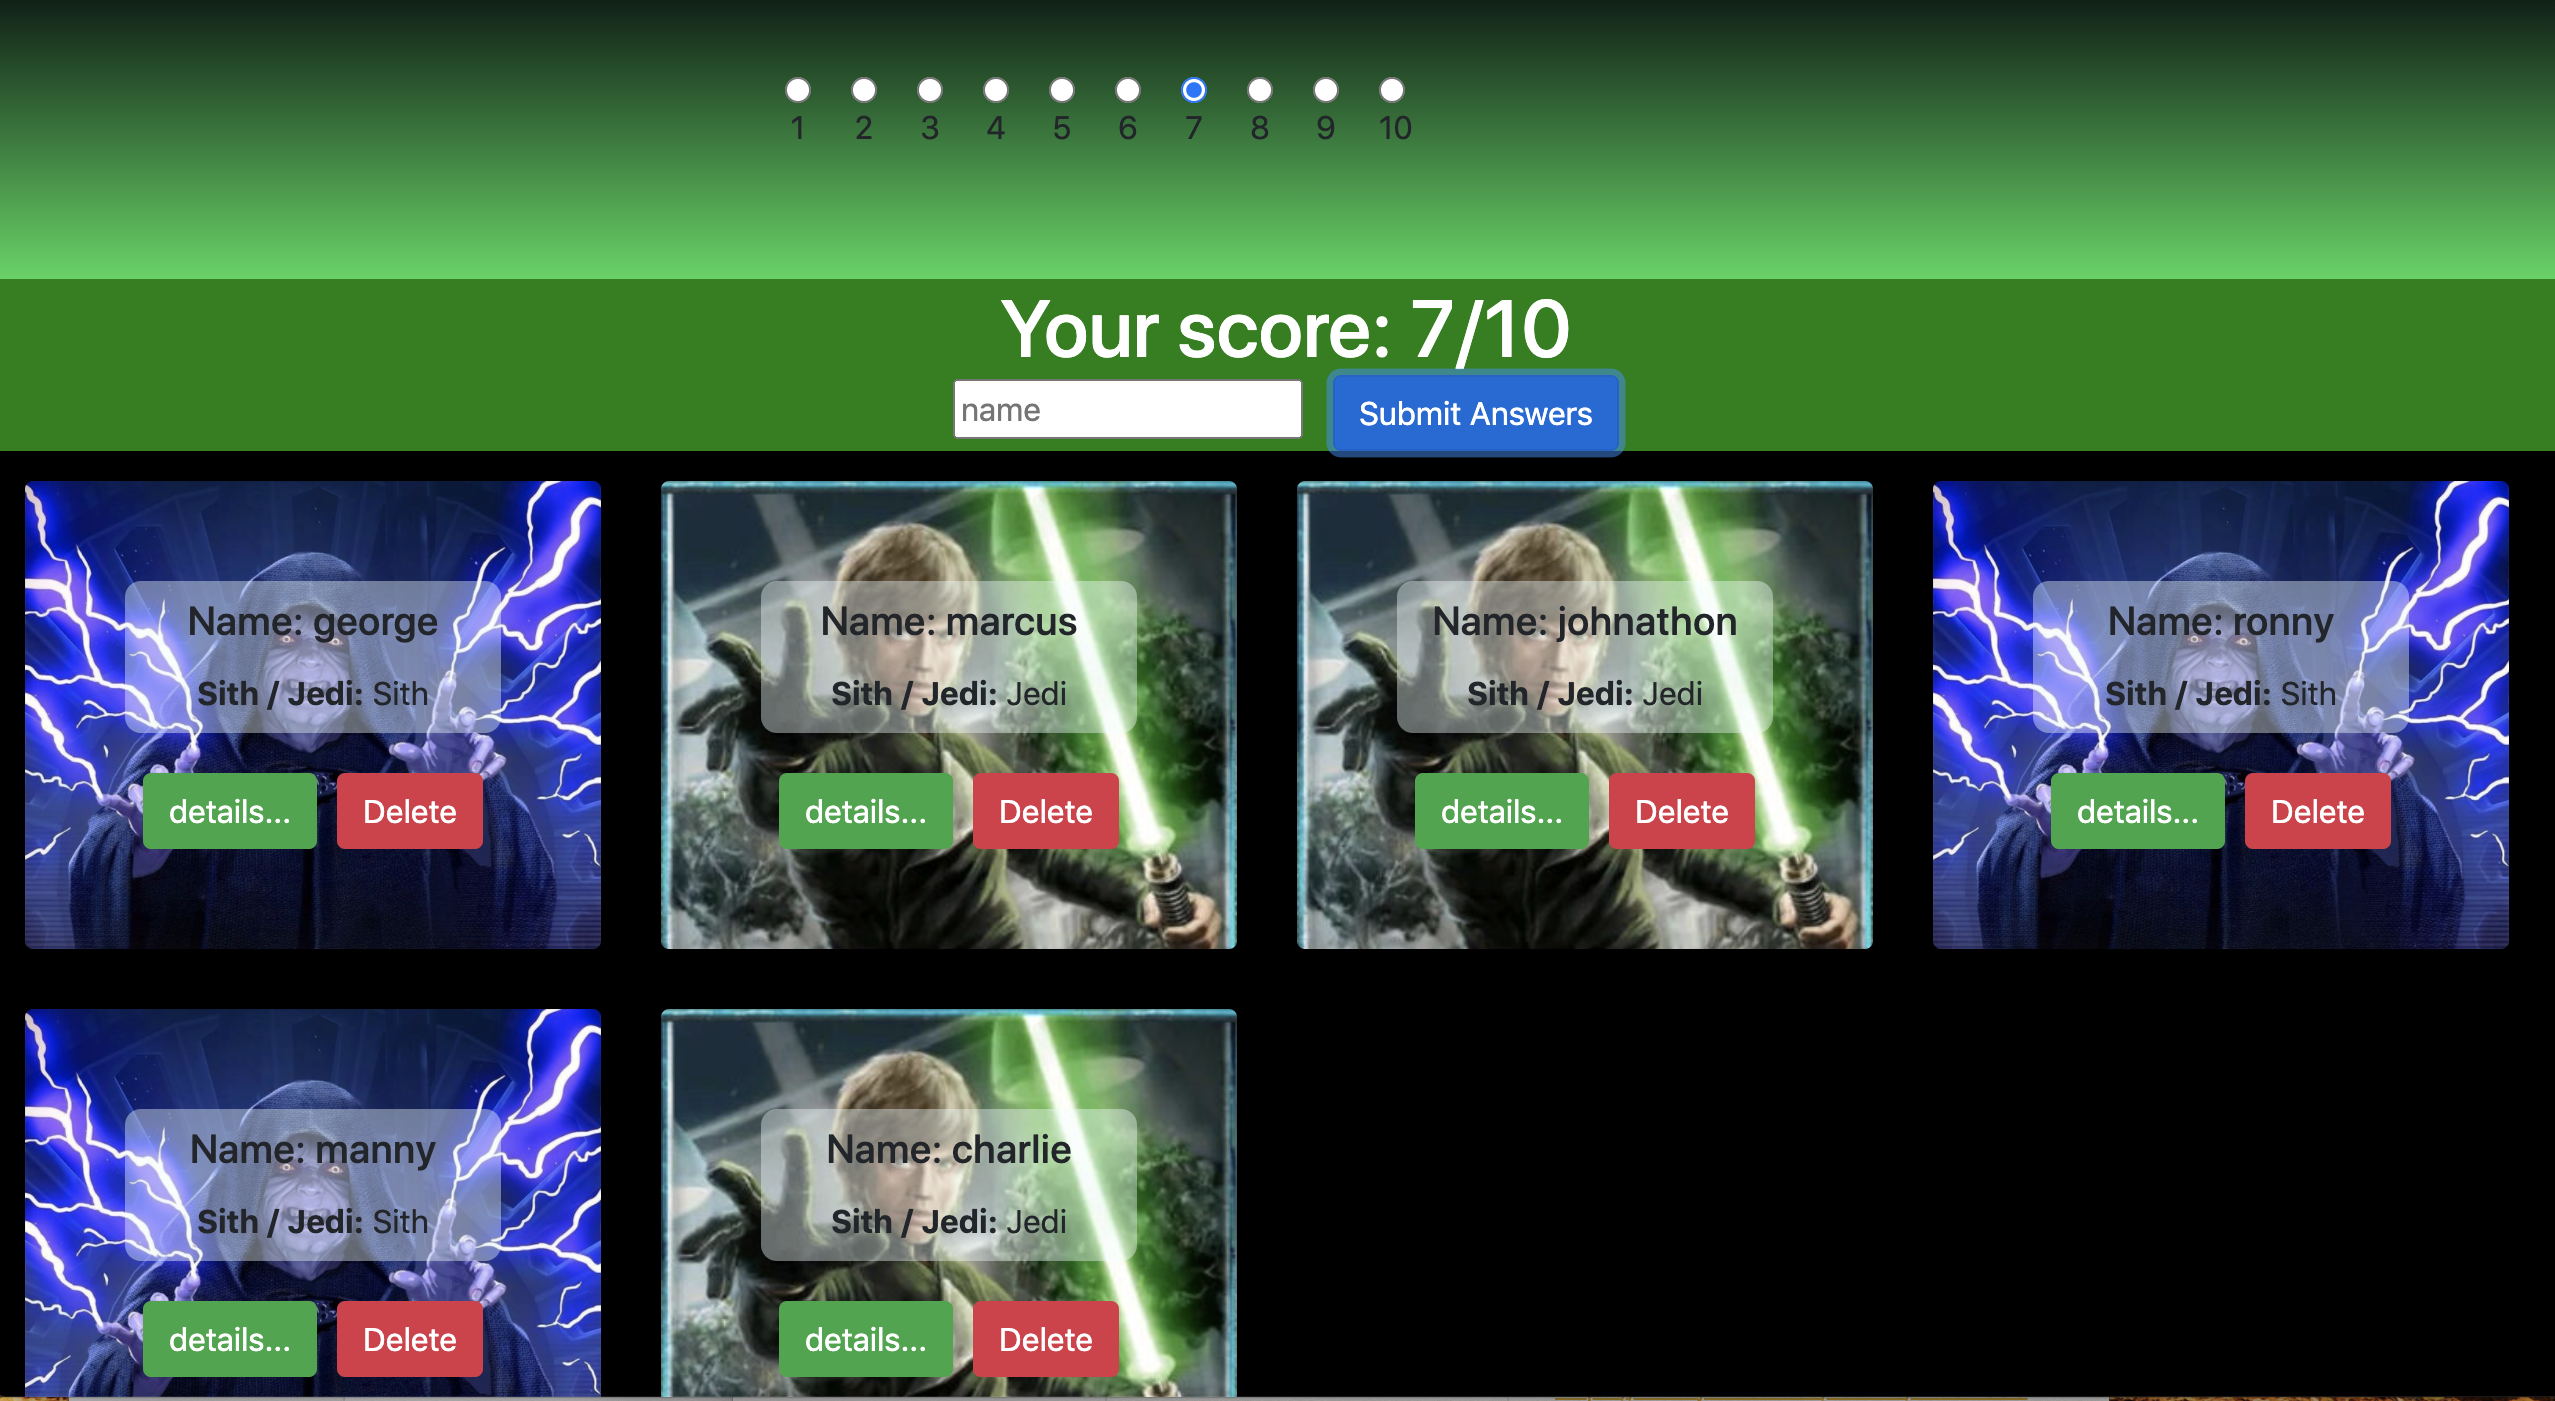 1 2 3 4 5 6 7 8 9 10
Your score: 7/10
name
Submit Answers
Name: george
Sith / Jedi: Sith
details...
Delete
Name: marcus
Sith / Jedi: Jedi
details...
Delete
Name: johnathon
Sith / Jedi: Jedi
details...
Delete
Name: ronny
Sith / Jedi: Sith
details...
Delete
Name: manny
Sith / Jedi: Sith
details...
Delete
Name: charlie
Sith / Jedi: Jedi
details...
Delete